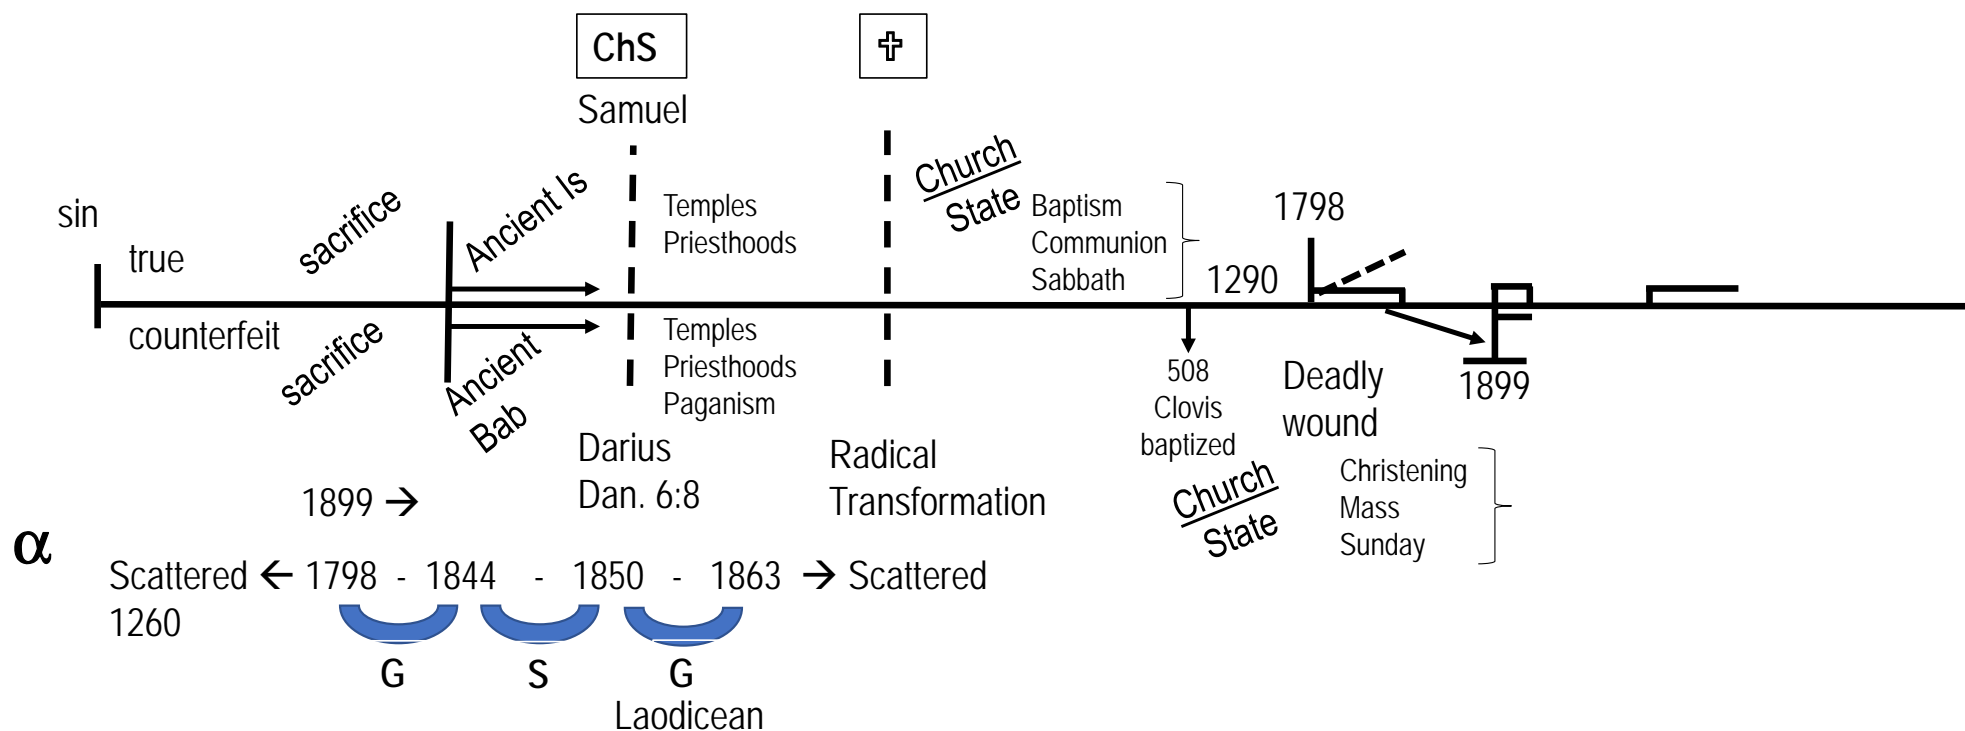 ChS
✞
Samuel
sin
true
counterfeit
sacrifice
sacrifice
Ancient Is
Ancient
Bab
Temples
Priesthoods
Temples
Priesthoods
Paganism
Darius
Dan. 6:8
Radical
Transformation
Church
State
Baptism
Communion
Sabbath
1290
1798
508
Clovis
baptized
Church
State
Deadly
wound
1899
Christening
Mass
Sunday
1899 →
α
Scattered ← 1798 - 1844 - 1850 - 1863 → Scattered
1260
G S G
Laodicean